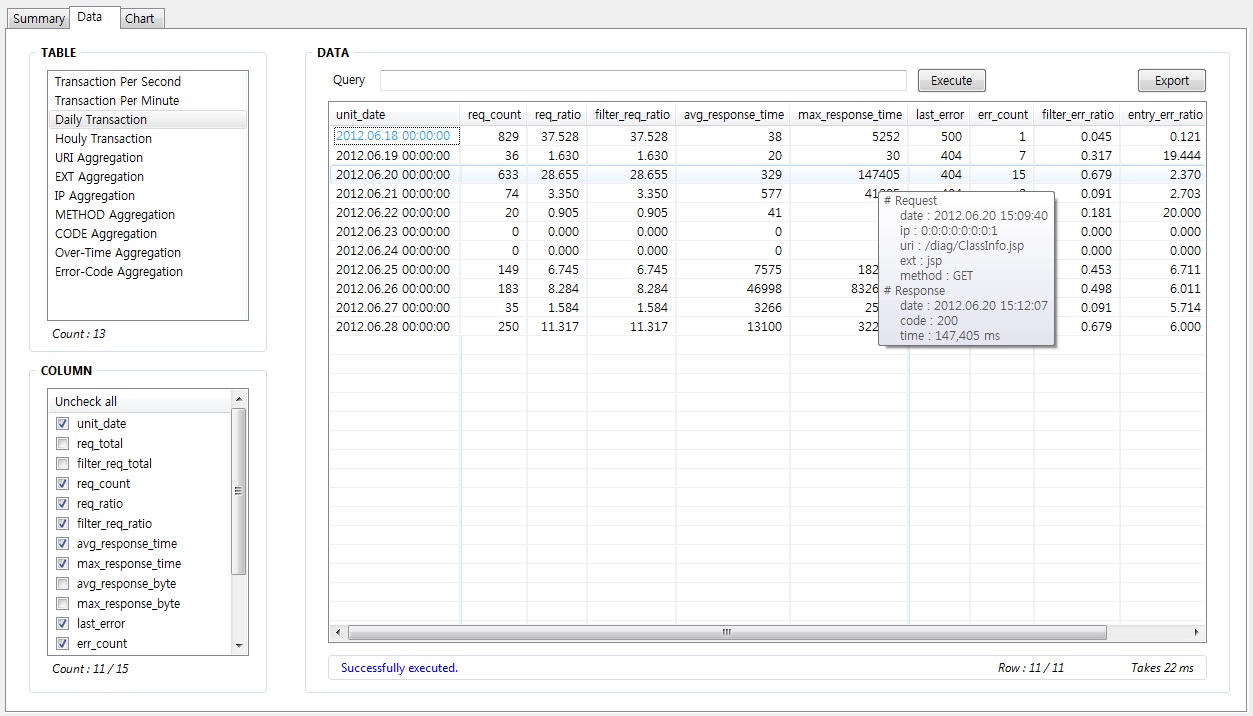 Summary Data Chart
TABLE
Transaction Per Second
Transaction Per Minute
Daily Transaction
Houly Transaction
URI Aggregation
EXT Aggregation
IP Aggregation
METHOD Aggregation
CODE Aggregation
Over-Time Aggregation
Error-Code Aggregation
Count : 13
COLUMN
Uncheck all
unit_date
req_total
filter_req_total
req_count
req_ratio
filter_req_ratio
avg_response_time
max_response_time
avg_response_byte
max_response_byte
last_error
err_count
Count : 11 / 15
DATA
Query Execute Export
unit_date req_count req_ratio filter_req_ratio avg_response_time max_response_time last_error err_count filter_err_ratio entry_err_ratio
2012.06.18 00:00:00 829 37.528 37.528 38 5252 500 1 0.045 0.121
2012.06.19 00:00:00 36 1.630 1.630 20 30 404 7 0.317 19.444
2012.06.20 00:00:00 633 28.655 28.655 329 147405 404 15 0.679 2.370
2012.06.21 00:00:00 74 3.350 3.350 577 0.091 2.703
2012.06.22 00:00:00 20 0.905 0.905 41 0.181 20.000
2012.06.23 00:00:00 0 0.000 0.000 0 0.000 0.000
2012.06.24 00:00:00 0 0.000 0.000 0 0.000 0.000
2012.06.25 00:00:00 149 6.745 6.745 7575 182 0.453 6.711
2012.06.26 00:00:00 183 8.284 8.284 46998 8326 0.498 6.011
2012.06.27 00:00:00 35 1.584 1.584 3266 25 0.091 5.714
2012.06.28 00:00:00 250 11.317 11.317 13100 322 0.679 6.000
# Request
date : 2012.06.20 15:09:40
ip : 0:0:0:0:0:0:0:1
uri : /diag/ClassInfo.jsp
ext : jsp
method : GET
# Response
date : 2012.06.20 15:12:07
code : 200
time : 147,405 ms
Successfully executed. Row : 11 / 11 Takes 22 ms